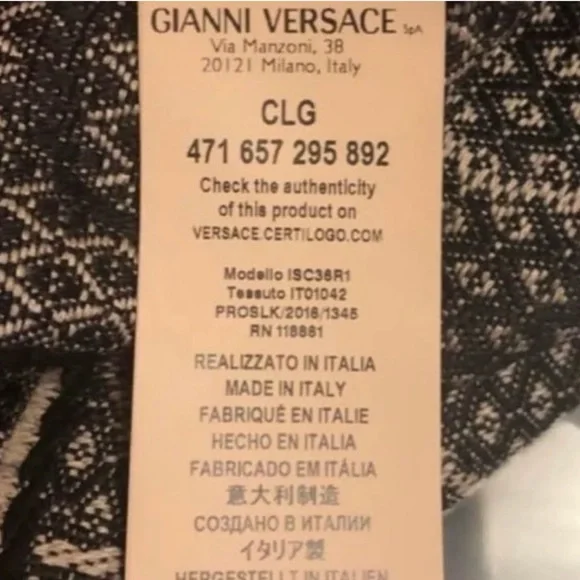 GIANNI VERSACE SpA
Via Manzoni, 38
20121 Milano, Italy
CLG
471 657 295 892
Check the authenticity
of this product on
VERSACE.CERTILOGO.COM
Modello ISC36R1
Tessuto IT01042
PROSLK/2016/1345
RN 118881
REALIZZATO IN ITALIA
MADE IN ITALY
FABRIQUÉ EN ITALIE
HECHO EN ITALIA
FABRICADO EM ITÁLIA
意大利制造
СОЗДАНО В ИТАЛИИ
イタリア製
HERGESTELLT IN ITALIEN